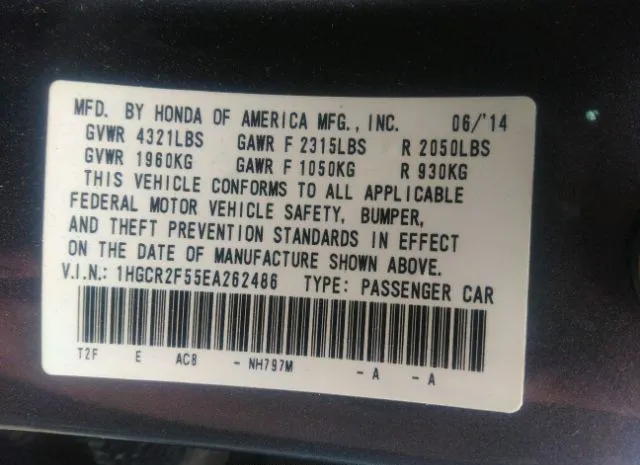 MFD. BY HONDA OF AMERICA MFG., INC. 06/'14
GVWR 4321LBS GAWR F 2315LBS R 2050LBS
GVWR 1960KG GAWR F 1050KG R 930KG
THIS VEHICLE CONFORMS TO ALL APPLICABLE
FEDERAL MOTOR VEHICLE SAFETY, BUMPER,
AND THEFT PREVENTION STANDARDS IN EFFECT
ON THE DATE OF MANUFACTURE SHOWN ABOVE.
V.I.N.: 1HGCR2F55EA262486 TYPE: PASSENGER CAR
T2F E AC8 - NH797M - A - A